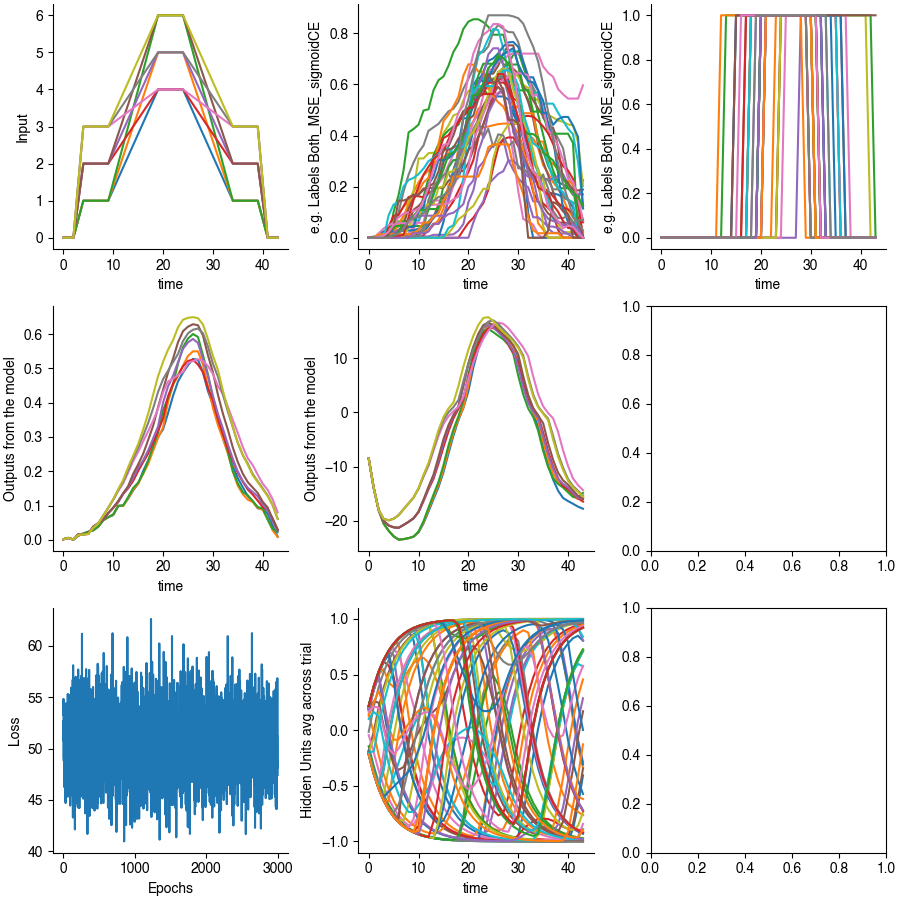 Input
6
5
4
3
2
1
0
0 10 20 30 40
time
e.g. Labels Both_MSE_sigmoidCE
0.8
0.6
0.4
0.2
0.0
0 10 20 30 40
time
e.g. Labels Both_MSE_sigmoidCE
1.0
0.8
0.6
0.4
0.2
0.0
0 10 20 30 40
time
Outputs from the model
0.6
0.5
0.4
0.3
0.2
0.1
0.0
0 10 20 30 40
time
Outputs from the model
10
0
−10
−20
0 10 20 30 40
time
1.0
0.8
0.6
0.4
0.2
0.0
0.0 0.2 0.4 0.6 0.8 1.0
Loss
60
55
50
45
40
0 1000 2000 3000
Epochs
Hidden Units avg across trial
1.0
0.5
0.0
−0.5
−1.0
0 10 20 30 40
time
1.0
0.8
0.6
0.4
0.2
0.0
0.0 0.2 0.4 0.6 0.8 1.0